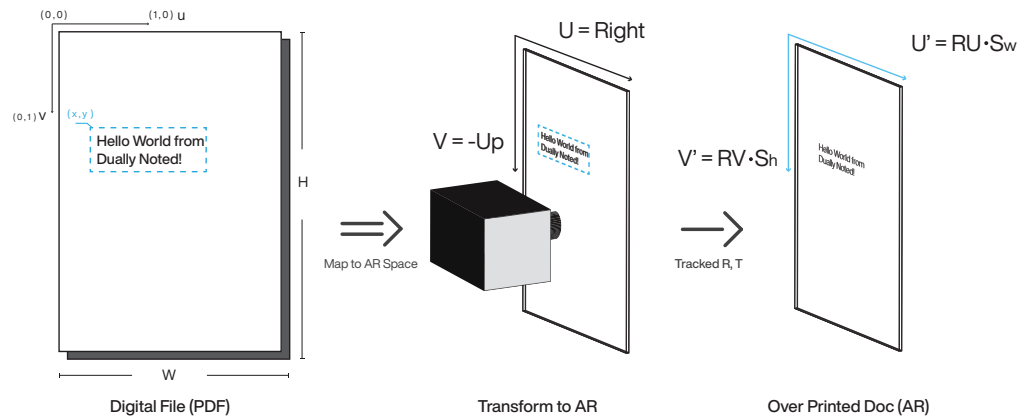 (0,0)
(1,0) u
(0,1) v
(x,y)
Hello World from
Dually Noted!
H
W
Digital File (PDF)
Map to AR Space
U = Right
V = -Up
Hello World from
Dually Noted!
Transform to AR
Tracked R, T
U' = RU·Sw
V' = RV·Sh
Hello World from
Dually Noted!
Over Printed Doc (AR)